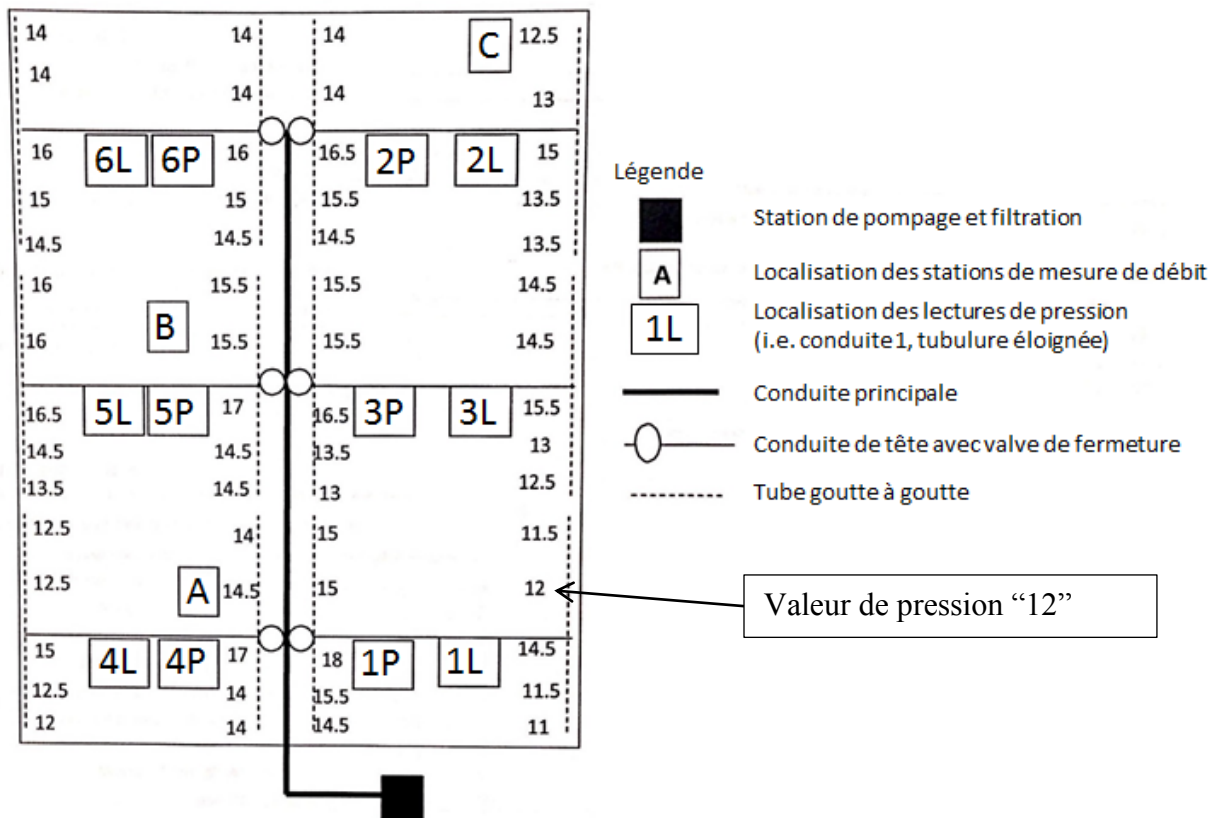 14 14 14 C 12.5
14
14 14 13
6L 6P 2P 2L
16 16 16.5 15
15 15 15.5 13.5
14.5 14.5 14.5 13.5
16 15.5 15.5 14.5
B
16 15.5 15.5 14.5
5L 5P 17 3P 3L 15.5
16.5 16.5
14.5 14.5 13.5 13
13.5 14.5 13 12.5
12.5 14 15 11.5
12.5 A 14.5 15 12
15 4L 4P 17 18 1P 1L 14.5
12.5 14 15.5 11.5
12 14 14.5 11
Légende
Station de pompage et filtration
A Localisation des stations de mesure de débit
1L Localisation des lectures de pression
(i.e. conduite 1, tubulure éloignée)
Conduite principale
Conduite de tête avec valve de fermeture
Tube goutte à goutte
Valeur de pression “12”